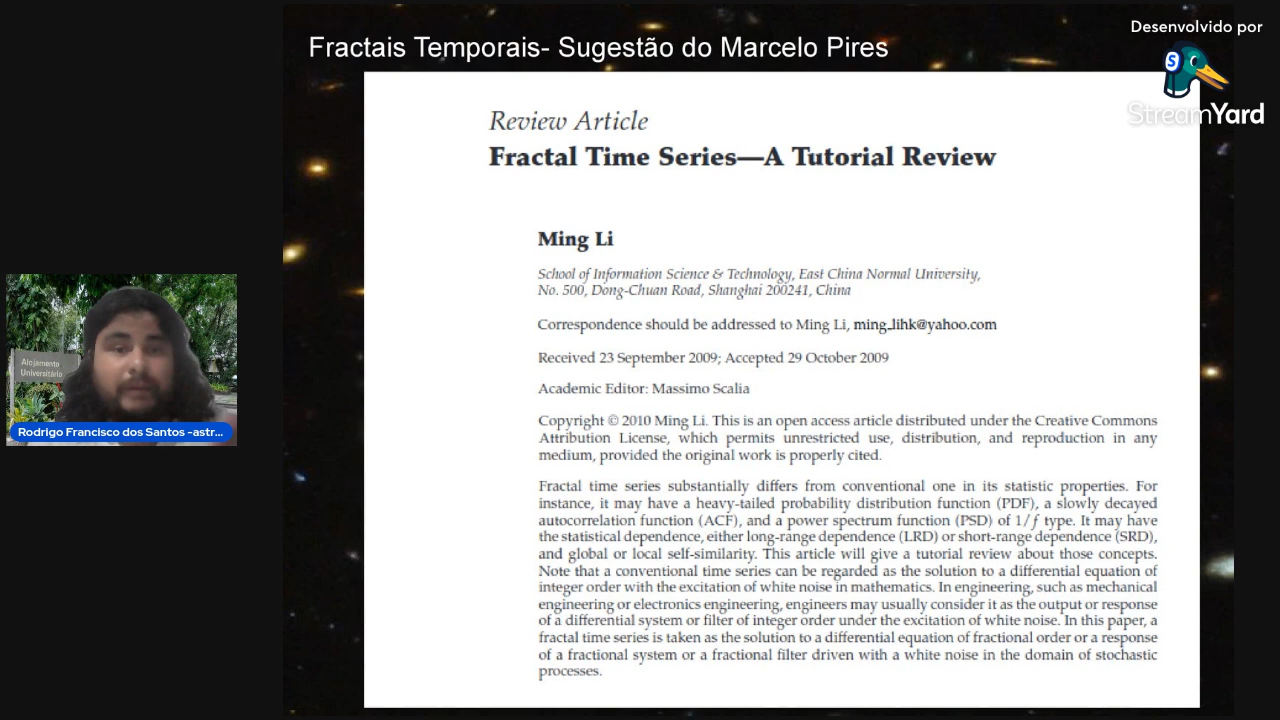 Fractais Temporais- Sugestão do Marcelo Pires
Desenvolvido por
S
StreamYard
Review Article
Fractal Time Series—A Tutorial Review
Ming Li
School of Information Science & Technology, East China Normal University,
No. 500, Dong-Chuan Road, Shanghai 200241, China
Correspondence should be addressed to Ming Li, ming_lihk@yahoo.com
Received 23 September 2009; Accepted 29 October 2009
Academic Editor: Massimo Scalia
Copyright © 2010 Ming Li. This is an open access article distributed under the Creative Commons
Attribution License, which permits unrestricted use, distribution, and reproduction in any
medium, provided the original work is properly cited.
Fractal time series substantially differs from conventional one in its statistic properties. For
instance, it may have a heavy-tailed probability distribution function (PDF), a slowly decayed
autocorrelation function (ACF), and a power spectrum function (PSD) of 1/f type. It may have
the statistical dependence, either long-range dependence (LRD) or short-range dependence (SRD),
and global or local self-similarity. This article will give a tutorial review about those concepts.
Note that a conventional time series can be regarded as the solution to a differential equation of
integer order with the excitation of white noise in mathematics. In engineering, such as mechanical
engineering or electronics engineering, engineers may usually consider it as the output or response
of a differential system or filter of integer order under the excitation of white noise. In this paper, a
fractal time series is taken as the solution to a differential equation of fractional order or a response
of a fractional system or a fractional filter driven with a white noise in the domain of stochastic
processes.
Alojamento
Universitário
Rodrigo Francisco dos Santos -astr...